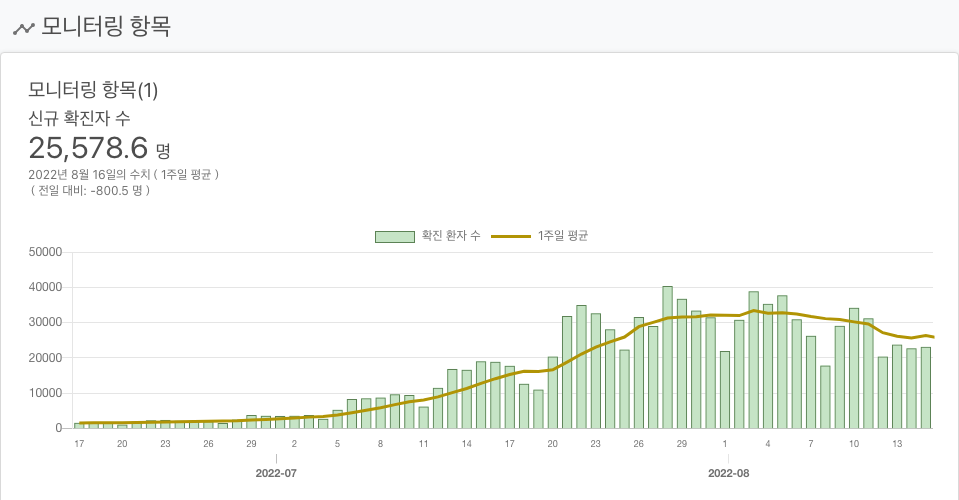 모니터링 항목
모니터링 항목(1)
신규 확진자 수
25,578.6 명
2022년 8월 16일의 수치 ( 1주일 평균 )
( 전일 대비: -800.5 명 )
확진 환자 수 1주일 평균
50000
40000
30000
20000
10000
0
17 20 23 26 29 2 5 8 11 14 17 20 23 26 29 1 4 7 10 13
2022-07 2022-08